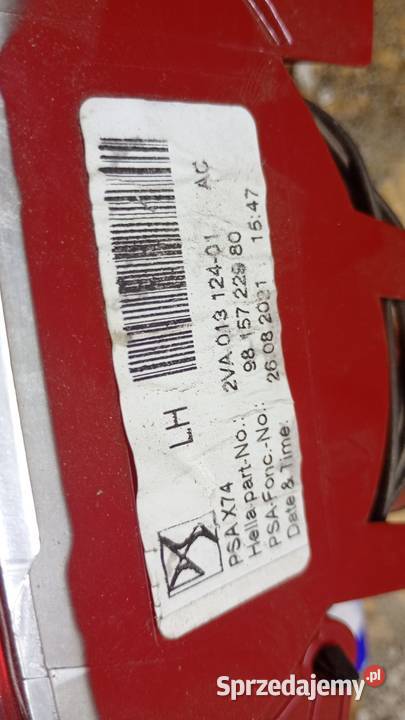 LH AC
PSA X74
Hella-part-No.: 2VA 013 124-01
PSA-Fonc.-No.: 98 157 229 80
Date & Time: 26.08.2021 15:47
Sprzedajemy.pl